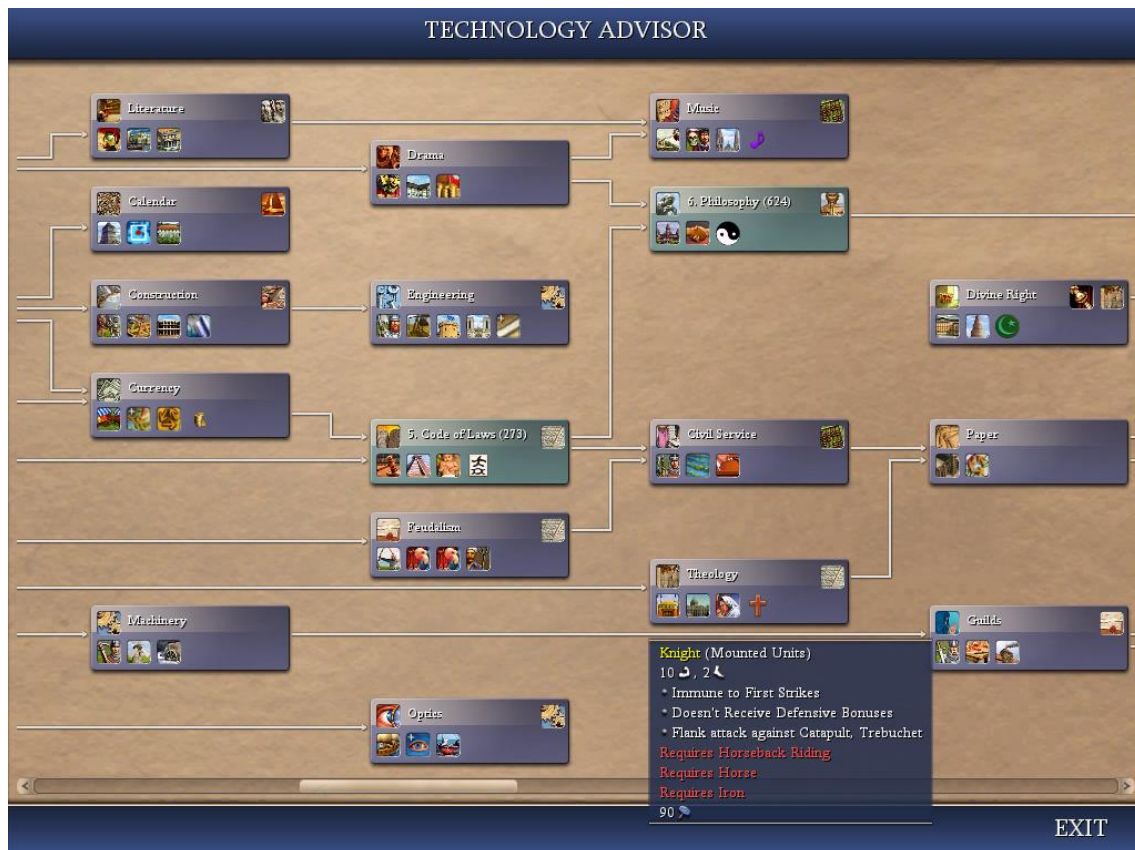 TECHNOLOGY ADVISOR
Literature
Music
Drama
Calendar
6. Philosophy (624)
Construction
Engineering
Divine Right
Currency
5. Code of Laws (273)
Civil Service
Paper
Feudalism
Theology
Machinery
Guilds
Knight (Mounted Units)
10 , 2
Immune to First Strikes
Optics
Doesn't Receive Defensive Bonuses
Flank attack against Catapult, Trebuchet
Requires Horseback Riding
Requires Horse
Requires Iron
90
EXIT